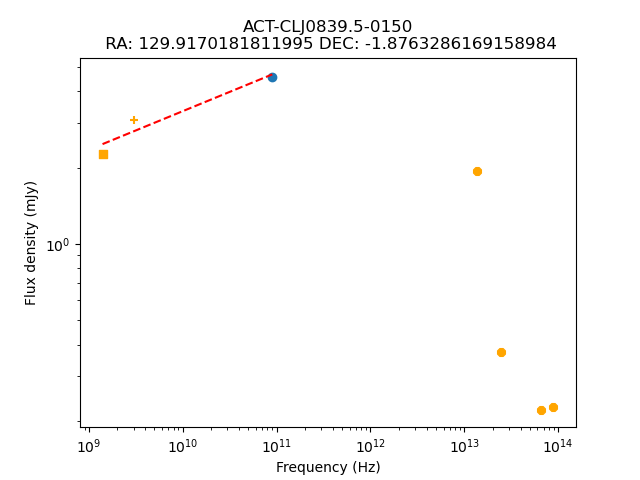 ACT-CLJ0839.5-0150
RA: 129.9170181811995 DEC: -1.8763286169158984
Flux density (mJy)
10⁰
10⁹ 10¹⁰ 10¹¹ 10¹² 10¹³ 10¹⁴
Frequency (Hz)